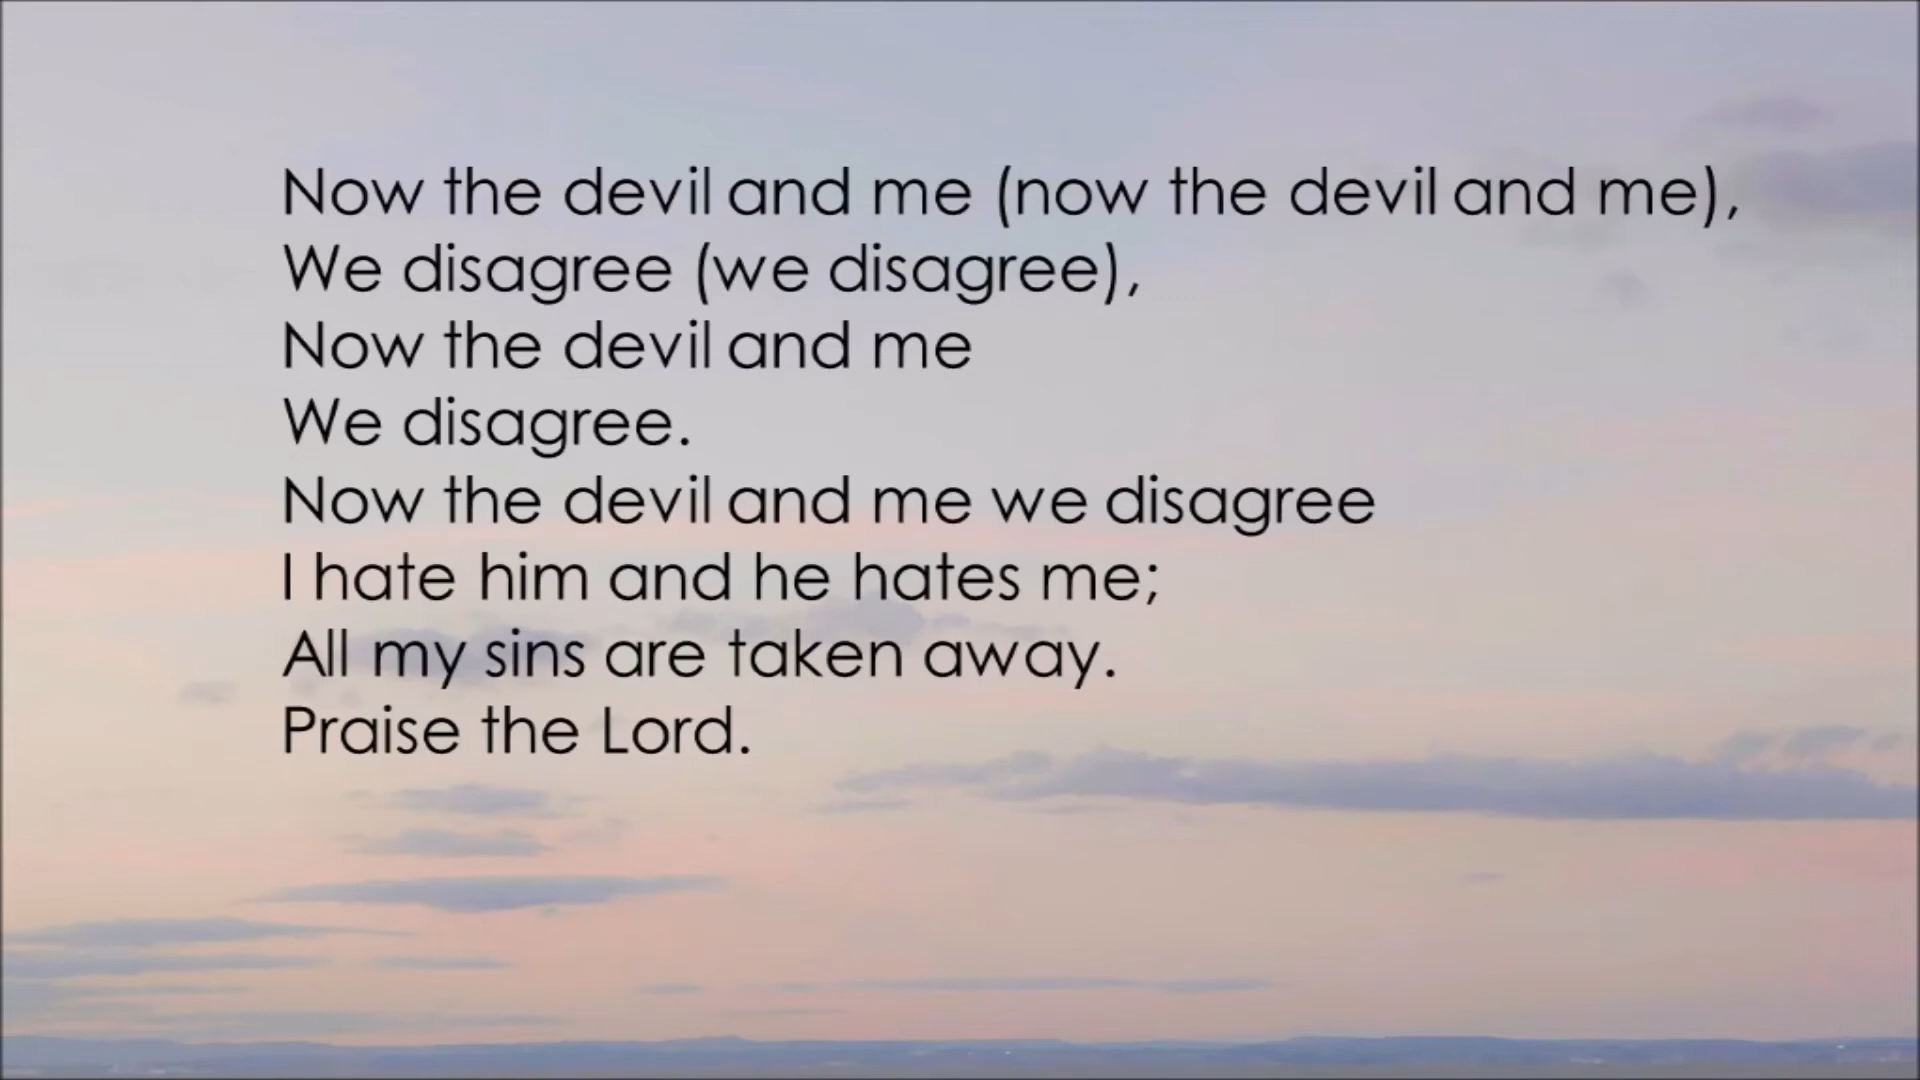 Now the devil and me (now the devil and me),
We disagree (we disagree),
Now the devil and me
We disagree.
Now the devil and me we disagree
I hate him and he hates me;
All my sins are taken away.
Praise the Lord.